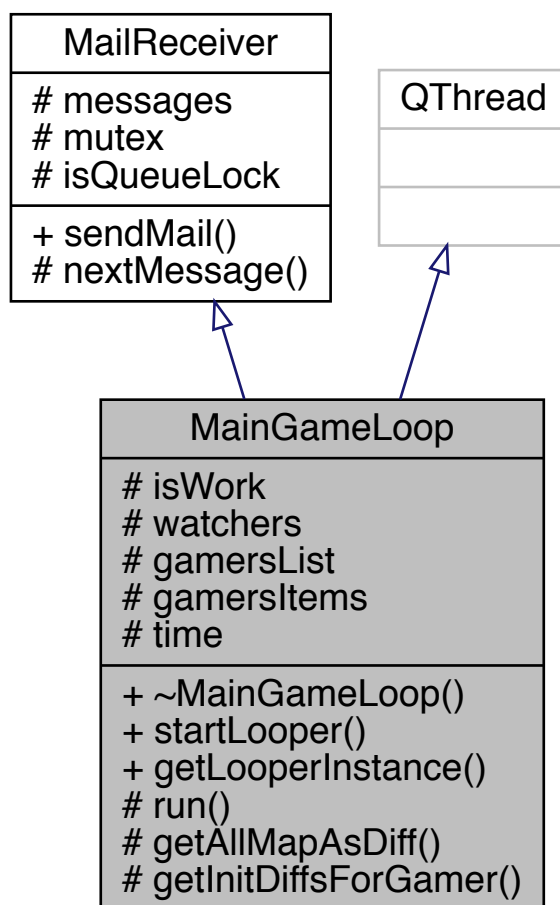 MailReceiver
# messages
# mutex
# isQueueLock
+ sendMail()
# nextMessage()
QThread
MainGameLoop
# isWork
# watchers
# gamersList
# gamersItems
# time
+ ~MainGameLoop()
+ startLooper()
+ getLooperInstance()
# run()
# getAllMapAsDiff()
# getInitDiffsForGamer()